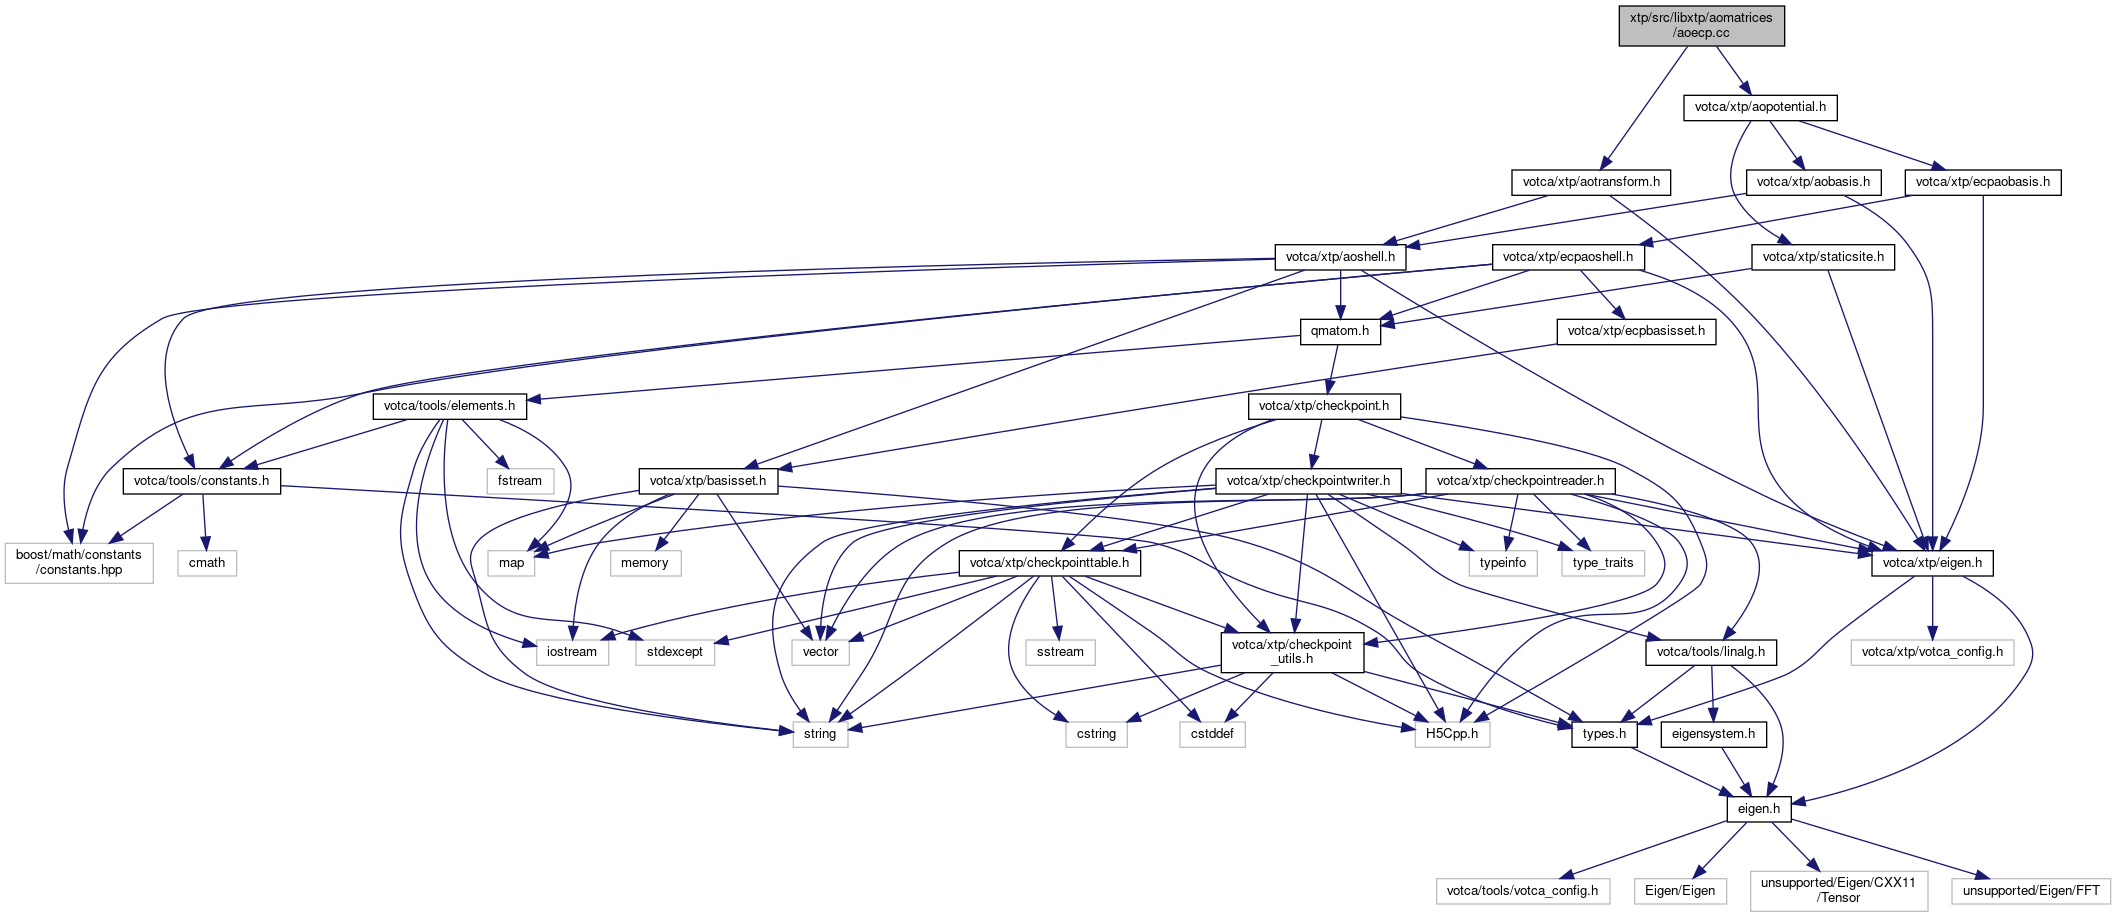 xtp/src/libxtp/aomatrices
/aoecp.cc
votca/xtp/aopotential.h
votca/xtp/aotransform.h
votca/xtp/aobasis.h
votca/xtp/ecpaobasis.h
votca/xtp/aoshell.h
votca/xtp/ecpaoshell.h
votca/xtp/staticsite.h
qmatom.h
votca/xtp/ecpbasisset.h
votca/tools/elements.h
votca/xtp/checkpoint.h
votca/tools/constants.h
fstream
votca/xtp/basisset.h
votca/xtp/checkpointwriter.h
votca/xtp/checkpointreader.h
boost/math/constants
/constants.hpp
cmath
map
memory
votca/xtp/checkpointtable.h
typeinfo
type_traits
votca/xtp/eigen.h
iostream
stdexcept
vector
sstream
votca/xtp/checkpoint
_utils.h
votca/tools/linalg.h
votca/xtp/votca_config.h
string
cstring
cstddef
H5Cpp.h
types.h
eigensystem.h
eigen.h
votca/tools/votca_config.h
Eigen/Eigen
unsupported/Eigen/CXX11
/Tensor
unsupported/Eigen/FFT